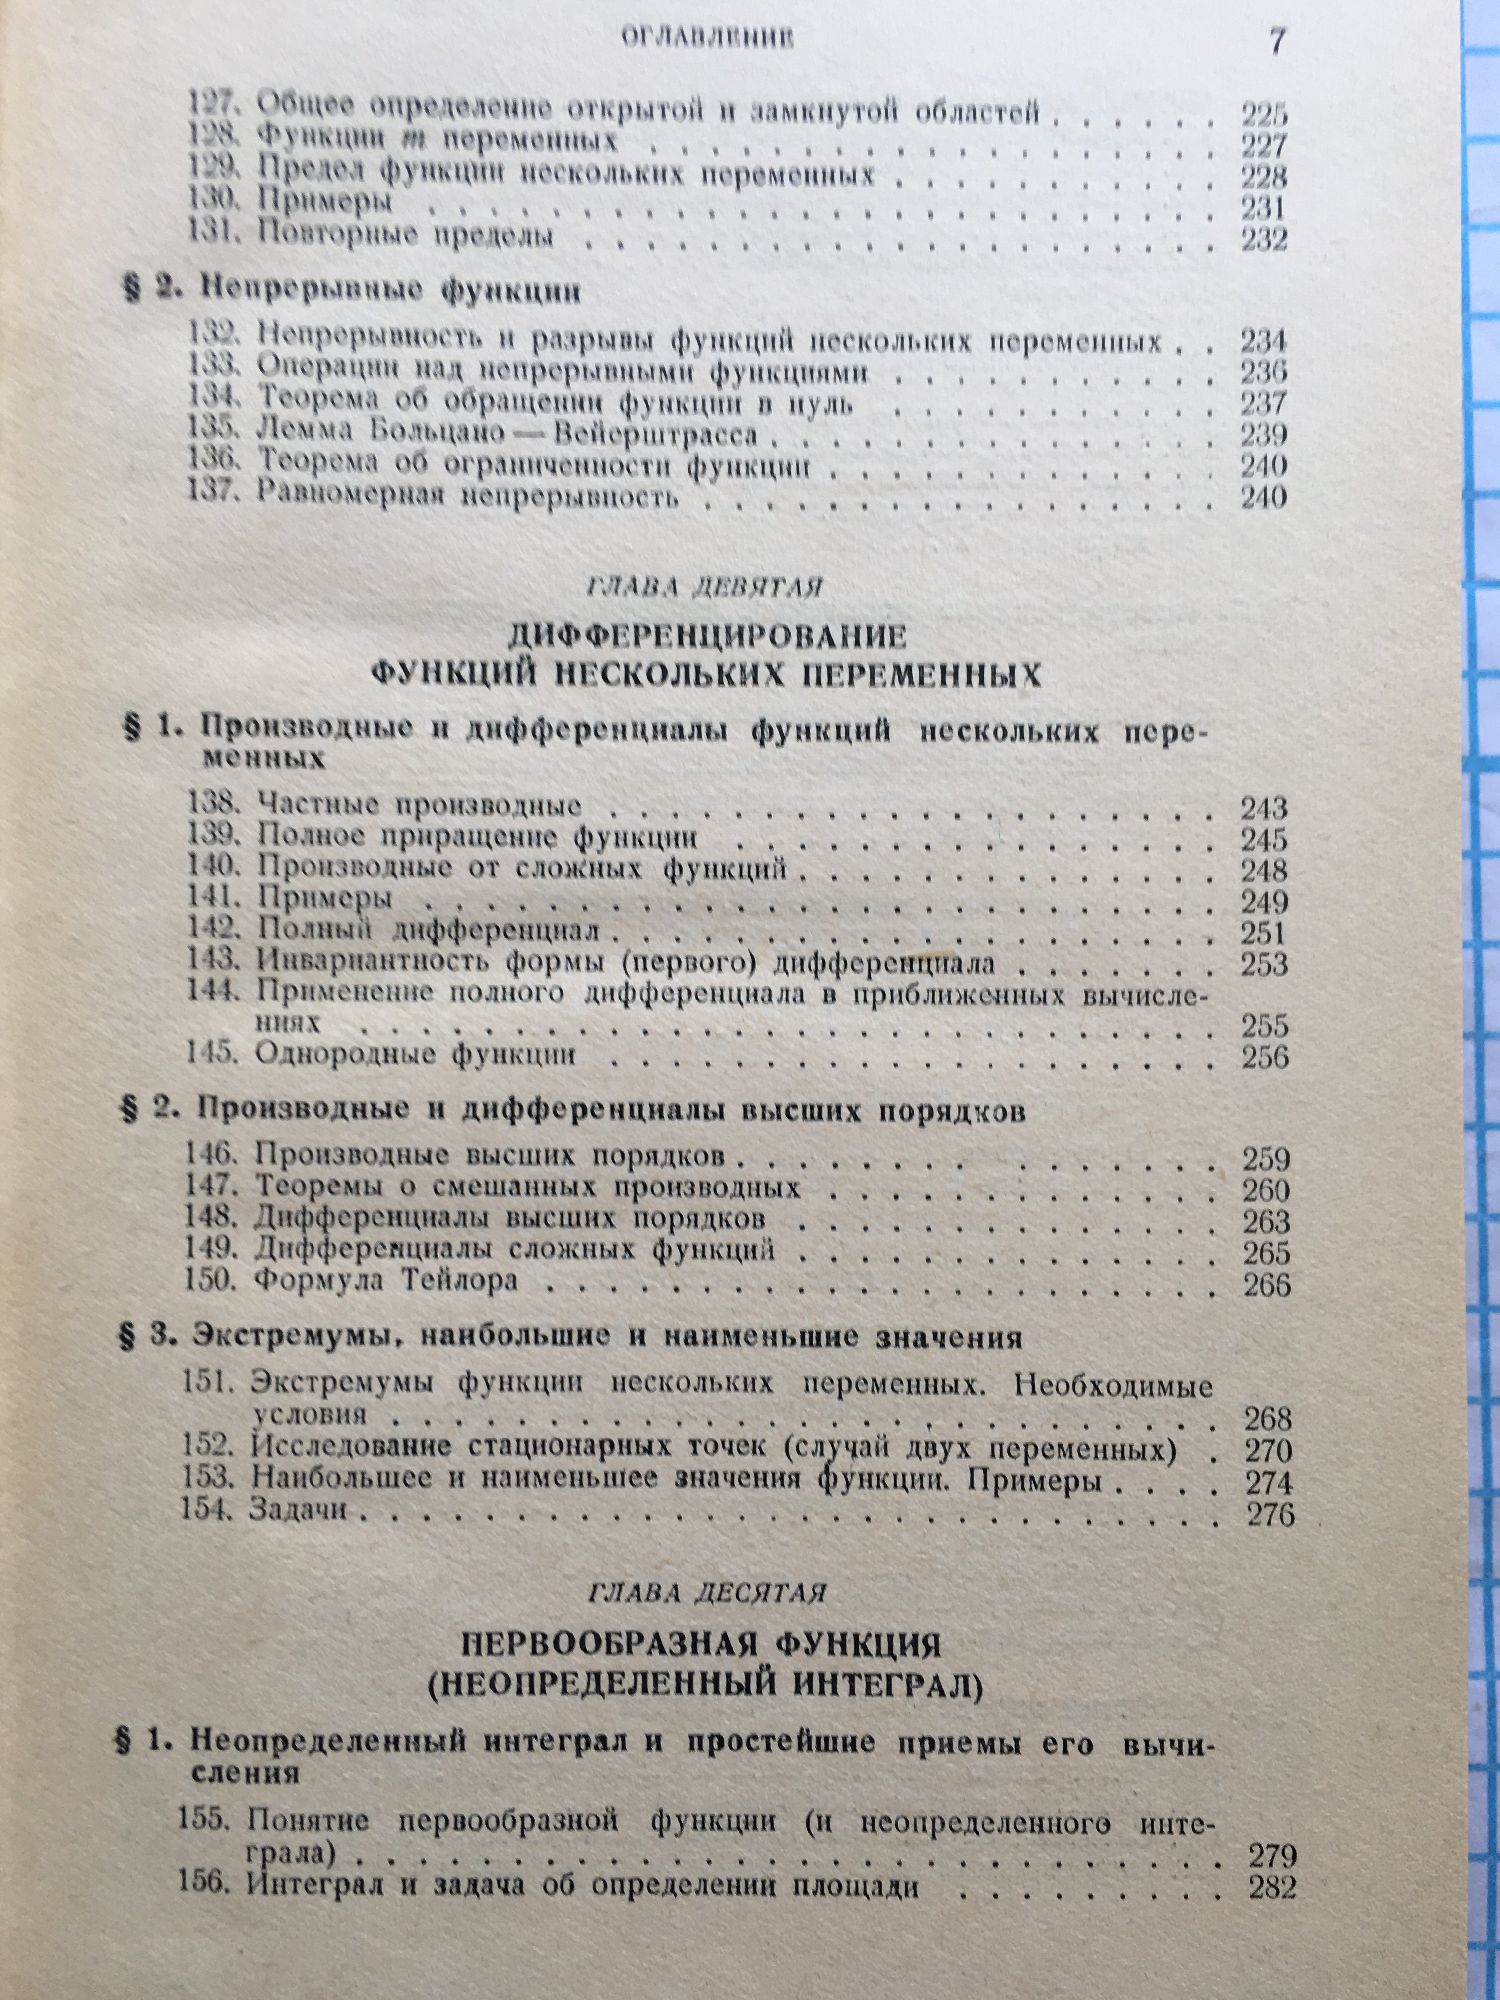 ОГЛАВЛЕНИЕ 7
127. Общее определение открытой и замкнутой областей . . . . . . 225
128. Функции m переменных . . . . . . . . . . . . . . . . . . . 227
129. Предел функции нескольких переменных . . . . . . . . . . . 228
130. Примеры . . . . . . . . . . . . . . . . . . . . . . . . . . 231
131. Повторные пределы . . . . . . . . . . . . . . . . . . . . . 232
§ 2. Непрерывные функции
132. Непрерывность и разрывы функций нескольких переменных . . 234
133. Операции над непрерывными функциями . . . . . . . . . . . 236
134. Теорема об обращении функции в нуль . . . . . . . . . . . 237
135. Лемма Больцано — Вейерштрасса . . . . . . . . . . . . . . . 239
136. Теорема об ограниченности функции . . . . . . . . . . . . . 240
137. Равномерная непрерывность . . . . . . . . . . . . . . . . . 240
ГЛАВА ДЕВЯТАЯ
ДИФФЕРЕНЦИРОВАНИЕ
ФУНКЦИЙ НЕСКОЛЬКИХ ПЕРЕМЕННЫХ
§ 1. Производные и дифференциалы функций нескольких пере-
менных
138. Частные производные . . . . . . . . . . . . . . . . . . . . 243
139. Полное приращение функции . . . . . . . . . . . . . . . . 245
140. Производные от сложных функций . . . . . . . . . . . . . . 248
141. Примеры . . . . . . . . . . . . . . . . . . . . . . . . . . 249
142. Полный дифференциал . . . . . . . . . . . . . . . . . . . . 251
143. Инвариантность формы (первого) дифференциала . . . . . . . 253
144. Применение полного дифференциала в приближенных вычисле-
ниях . . . . . . . . . . . . . . . . . . . . . . . . . . . . 255
145. Однородные функции . . . . . . . . . . . . . . . . . . . . 256
§ 2. Производные и дифференциалы высших порядков
146. Производные высших порядков . . . . . . . . . . . . . . . 259
147. Теоремы о смешанных производных . . . . . . . . . . . . . 260
148. Дифференциалы высших порядков . . . . . . . . . . . . . . 263
149. Дифференциалы сложных функций . . . . . . . . . . . . . . 265
150. Формула Тейлора . . . . . . . . . . . . . . . . . . . . . . 266
§ 3. Экстремумы, наибольшие и наименьшие значения
151. Экстремумы функции нескольких переменных. Необходимые
условия . . . . . . . . . . . . . . . . . . . . . . . . . . . 268
152. Исследование стационарных точек (случай двух переменных) . 270
153. Наибольшее и наименьшее значения функции. Примеры . . . . 274
154. Задачи . . . . . . . . . . . . . . . . . . . . . . . . . . . . 276
ГЛАВА ДЕСЯТАЯ
ПЕРВООБРАЗНАЯ ФУНКЦИЯ
(НЕОПРЕДЕЛЕННЫЙ ИНТЕГРАЛ)
§ 1. Неопределенный интеграл и простейшие приемы его вычи-
сления
155. Понятие первообразной функции (и неопределенного инте-
грала) . . . . . . . . . . . . . . . . . . . . . . . . . . . . 279
156. Интеграл и задача об определении площади . . . . . . . . . 282